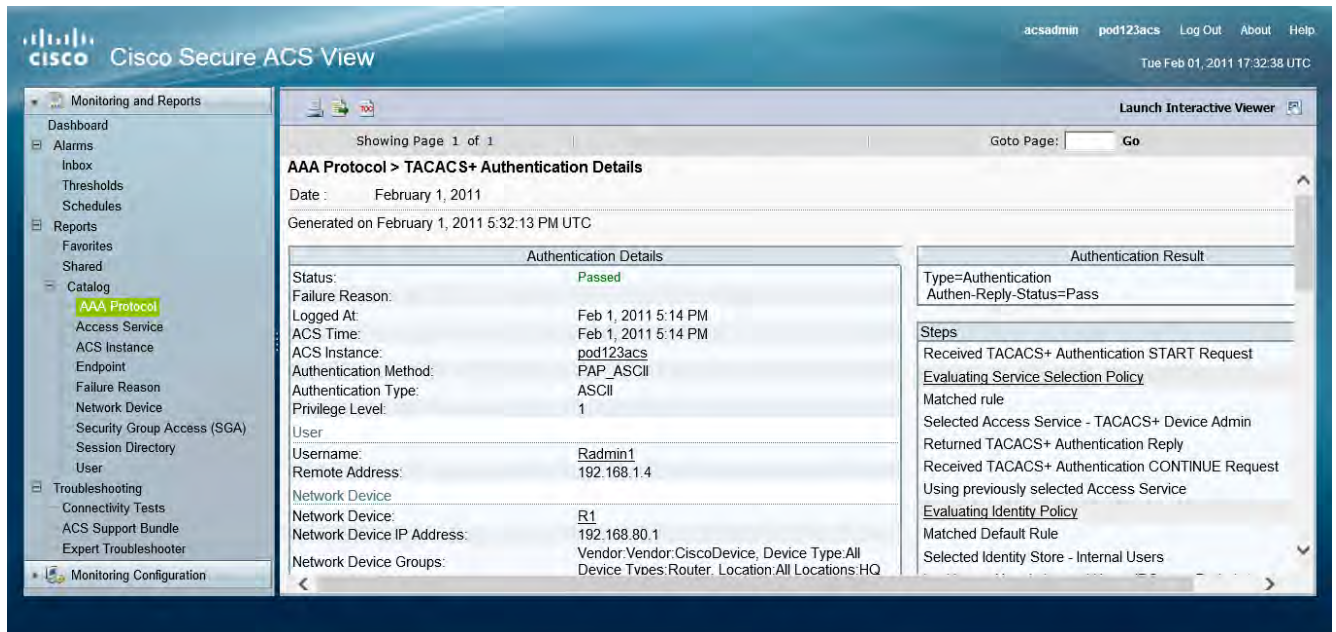 acsadmin pod123acs Log Out About Help
CISCO Cisco Secure ACS View
Tue Feb 01, 2011 17:32:38 UTC
Monitoring and Reports
Dashboard
Alarms
Inbox
Thresholds
Schedules
Reports
Favorites
Shared
Catalog
AAA Protocol
Access Service
ACS Instance
Endpoint
Failure Reason
Network Device
Security Group Access (SGA)
Session Directory
User
Troubleshooting
Connectivity Tests
ACS Support Bundle
Expert Troubleshooter
Monitoring Configuration
TOC
Launch Interactive Viewer
Showing Page 1 of 1
Goto Page: Go
AAA Protocol > TACACS+ Authentication Details
Date : February 1, 2011
Generated on February 1, 2011 5:32:13 PM UTC
Authentication Details
Status: Passed
Failure Reason:
Logged At: Feb 1, 2011 5:14 PM
ACS Time: Feb 1, 2011 5:14 PM
ACS Instance: pod123acs
Authentication Method: PAP_ASCII
Authentication Type: ASCII
Privilege Level: 1
User
Username: Radmin1
Remote Address: 192.168.1.4
Network Device
Network Device: R1
Network Device IP Address: 192.168.80.1
Network Device Groups: Vendor:Vendor:CiscoDevice, Device Type:All
Device Types:Router, Location:All Locations:HQ
Authentication Result
Type=Authentication
Authen-Reply-Status=Pass
Steps
Received TACACS+ Authentication START Request
Evaluating Service Selection Policy
Matched rule
Selected Access Service - TACACS+ Device Admin
Returned TACACS+ Authentication Reply
Received TACACS+ Authentication CONTINUE Request
Using previously selected Access Service
Evaluating Identity Policy
Matched Default Rule
Selected Identity Store - Internal Users